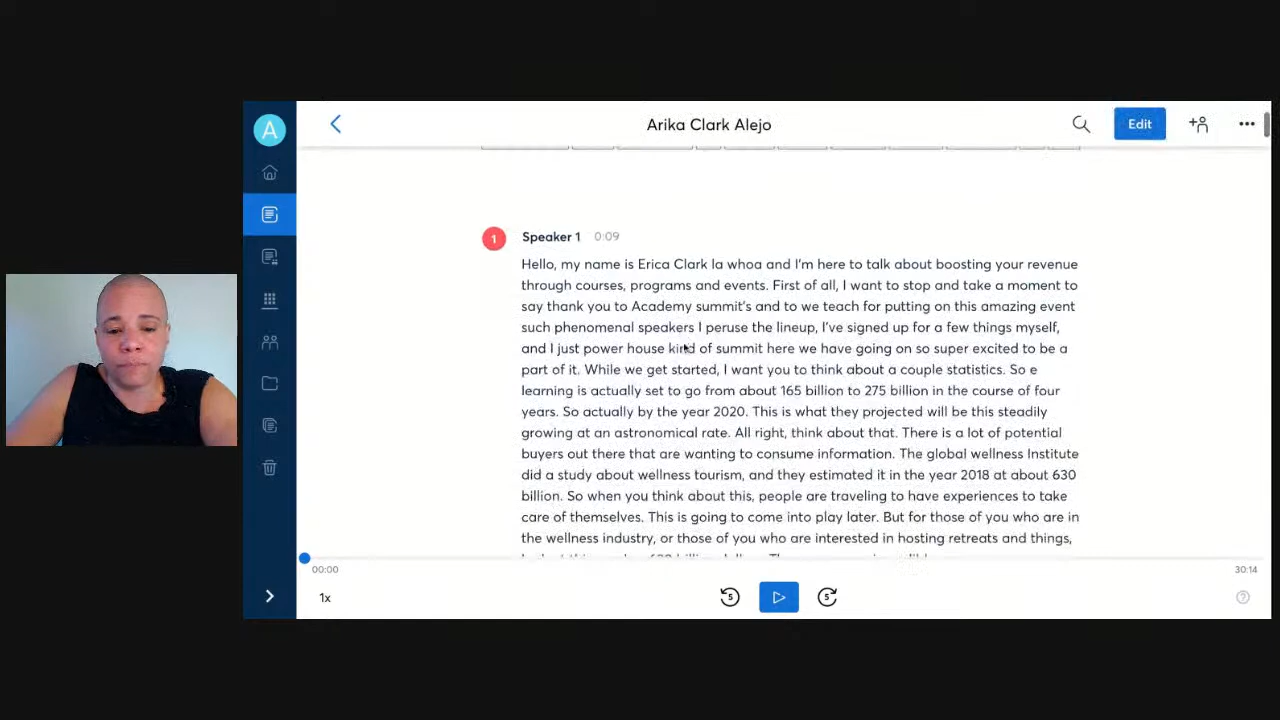 A
Arika Clark Alejo
Edit
1
Speaker 1 0:09
Hello, my name is Erica Clark la whoa and I'm here to talk about boosting your revenue
through courses, programs and events. First of all, I want to stop and take a moment to
say thank you to Academy summit's and to we teach for putting on this amazing event
such phenomenal speakers I peruse the lineup, I've signed up for a few things myself,
and I just power house kind of summit here we have going on so super excited to be a
part of it. While we get started, I want you to think about a couple statistics. So e
learning is actually set to go from about 165 billion to 275 billion in the course of four
years. So actually by the year 2020. This is what they projected will be this steadily
growing at an astronomical rate. All right, think about that. There is a lot of potential
buyers out there that are wanting to consume information. The global wellness Institute
did a study about wellness tourism, and they estimated it in the year 2018 at about 630
billion. So when you think about this, people are traveling to have experiences to take
care of themselves. This is going to come into play later. But for those of you who are in
the wellness industry, or those of you who are interested in hosting retreats and things,
00:00
30:14
1x
5
5